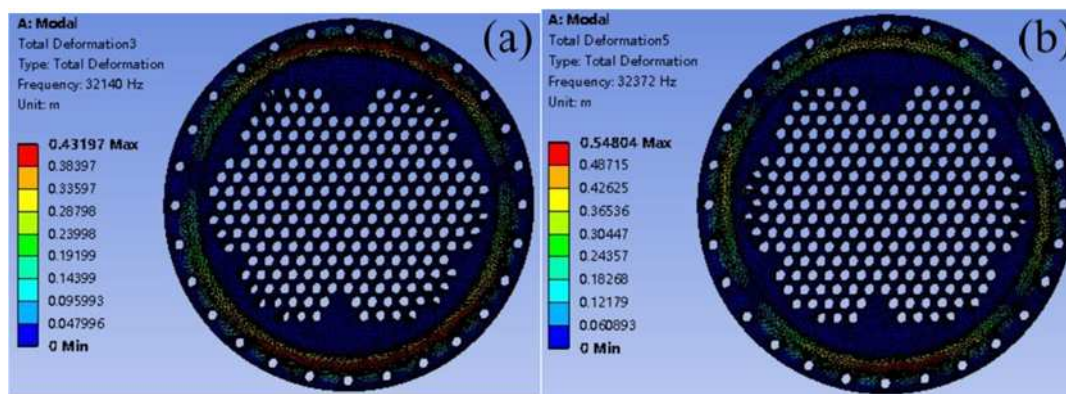 A: Modal
Total Deformation3
Type: Total Deformation
Frequency: 32140 Hz
Unit: m
0.43197 Max
0.38397
0.33597
0.28798
0.23998
0.19199
0.14399
0.095993
0.047996
0 Min
(a)
A: Modal
Total Deformation5
Type: Total Deformation
Frequency: 32372 Hz
Unit: m
0.54804 Max
0.48715
0.42625
0.36536
0.30447
0.24357
0.18268
0.12179
0.060893
0 Min
(b)